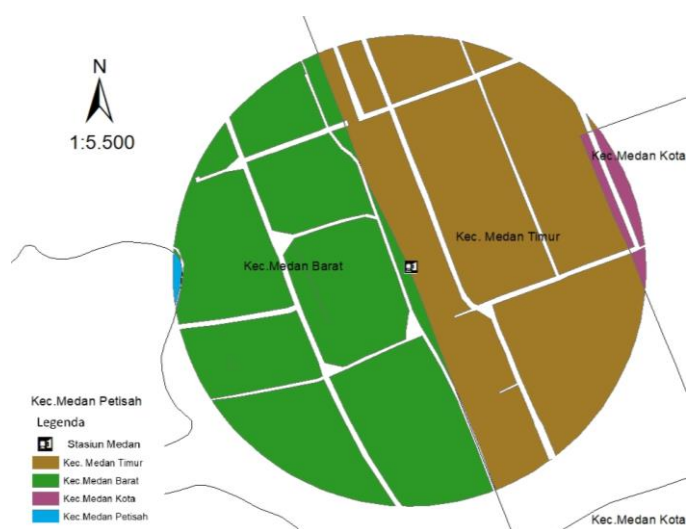 N
1:5.500
Kec.Medan Kota
Kec. Medan Timur
Kec.Medan Barat
Kec.Medan Petisah
Legenda
Stasiun Medan
Kec. Medan Timur
Kec.Medan Barat
Kec.Medan Kota
Kec.Medan Petisah
Kec.Medan Kota